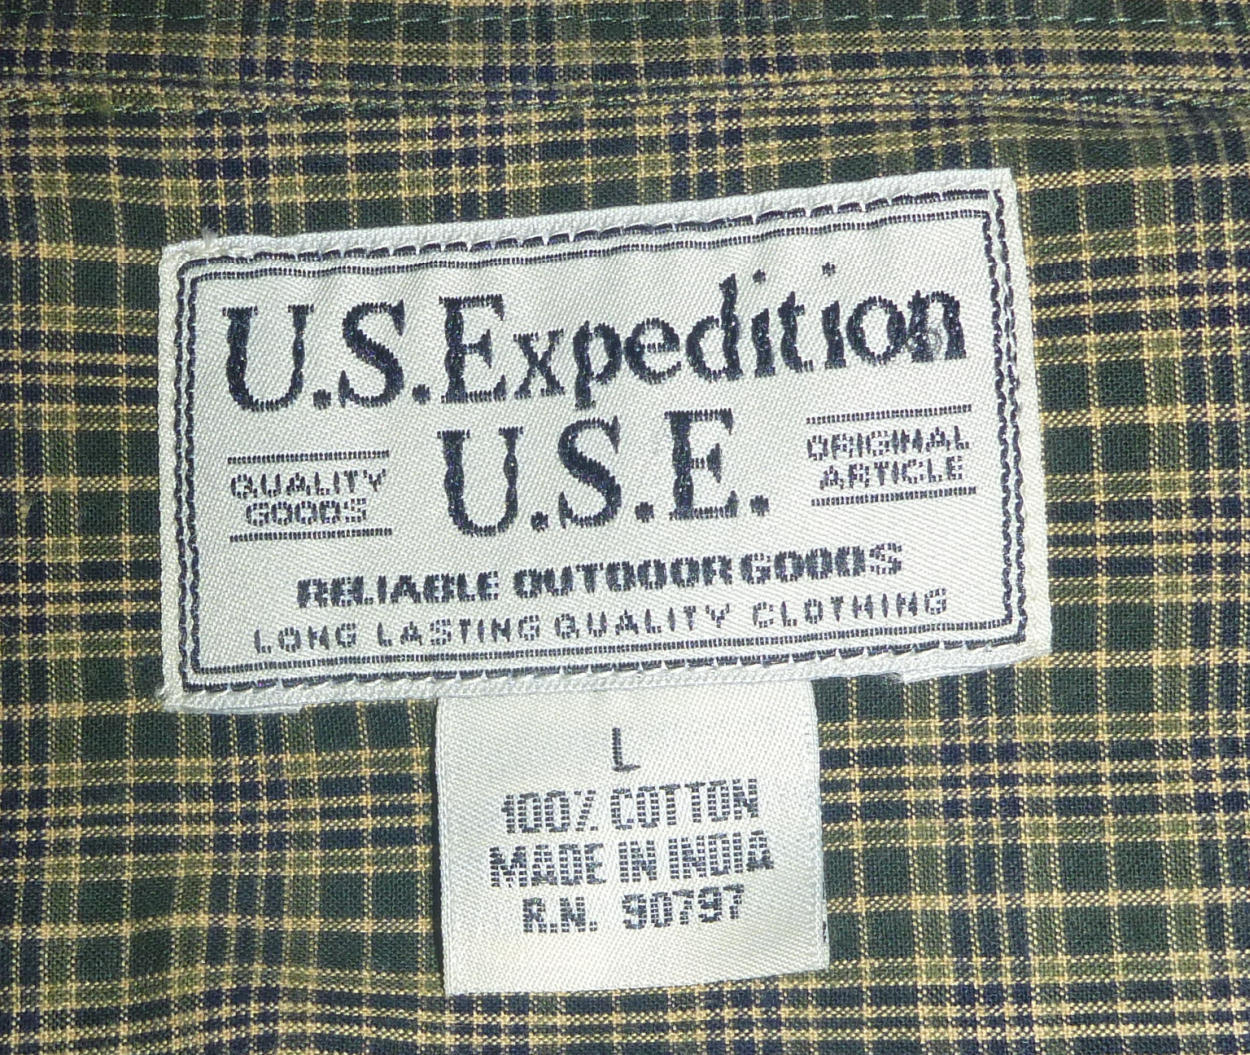 U.S.Expedition
QUALITY
GOODS
U.S.E.
ORIGINAL
ARTICLE
RELIABLE OUTDOOR GOODS
LONG LASTING QUALITY CLOTHING
L
100% COTTON
MADE IN INDIA
R.N. 90797